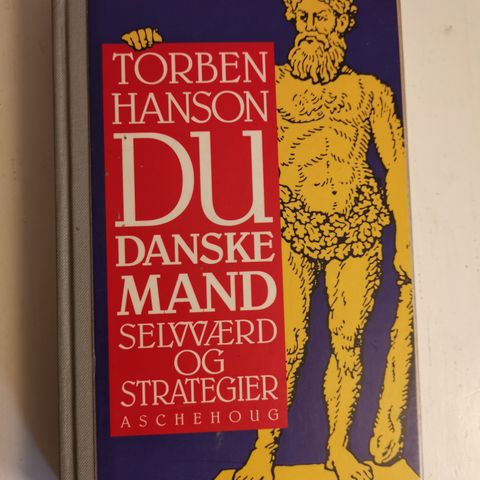 TORBEN
HANSON
DU
DANSKE
MAND
SELVVÆRD
OG
STRATEGIER
ASCHEHOUG